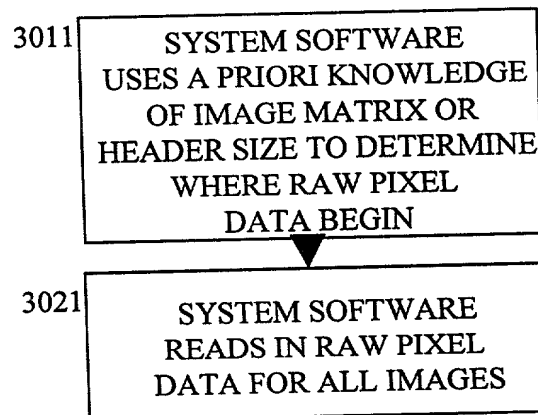 3011
SYSTEM SOFTWARE
USES A PRIORI KNOWLEDGE
OF IMAGE MATRIX OR
HEADER SIZE TO DETERMINE
WHERE RAW PIXEL
DATA BEGIN
3021
SYSTEM SOFTWARE
READS IN RAW PIXEL
DATA FOR ALL IMAGES